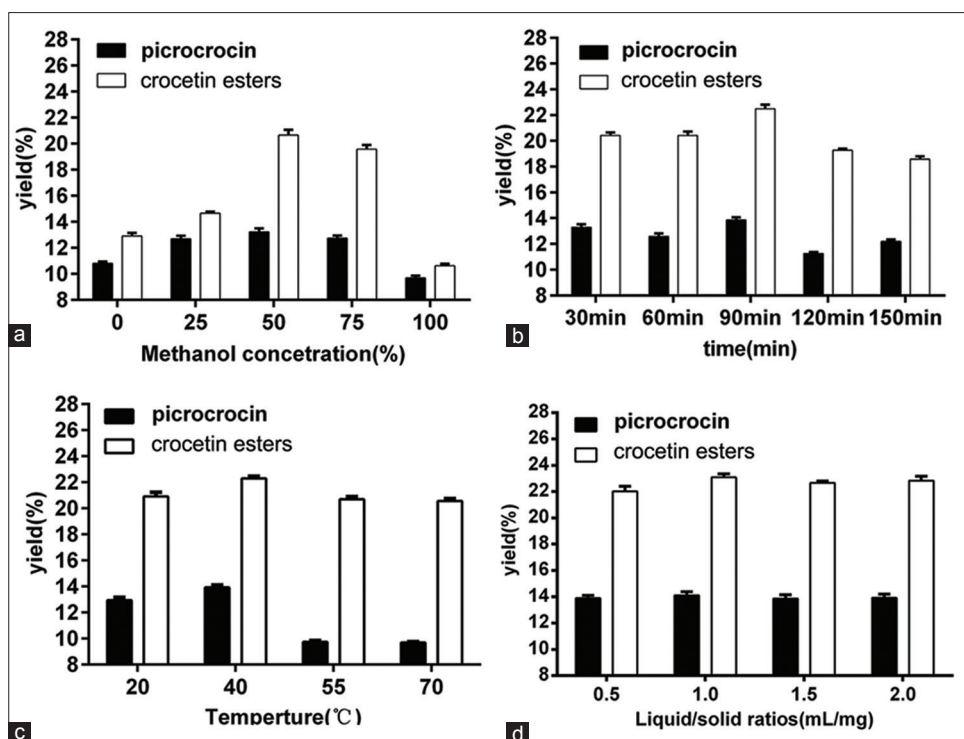 28
26
24
22
20
18
16
14
12
10
8
yield(%)
picrocrocin
crocetin esters
0 25 50 75 100
Methanol concetration(%)
a
28
26
24
22
20
18
16
14
12
10
8
yield(%)
picrocrocin
crocetin esters
30min 60min 90min 120min 150min
time(min)
b
28
26
24
22
20
18
16
14
12
10
8
yield(%)
picrocrocin
crocetin esters
20 40 55 70
Temperture(℃)
c
28
26
24
22
20
18
16
14
12
10
8
yield(%)
picrocrocin
crocetin esters
0.5 1.0 1.5 2.0
Liquid/solid ratios(mL/mg)
d